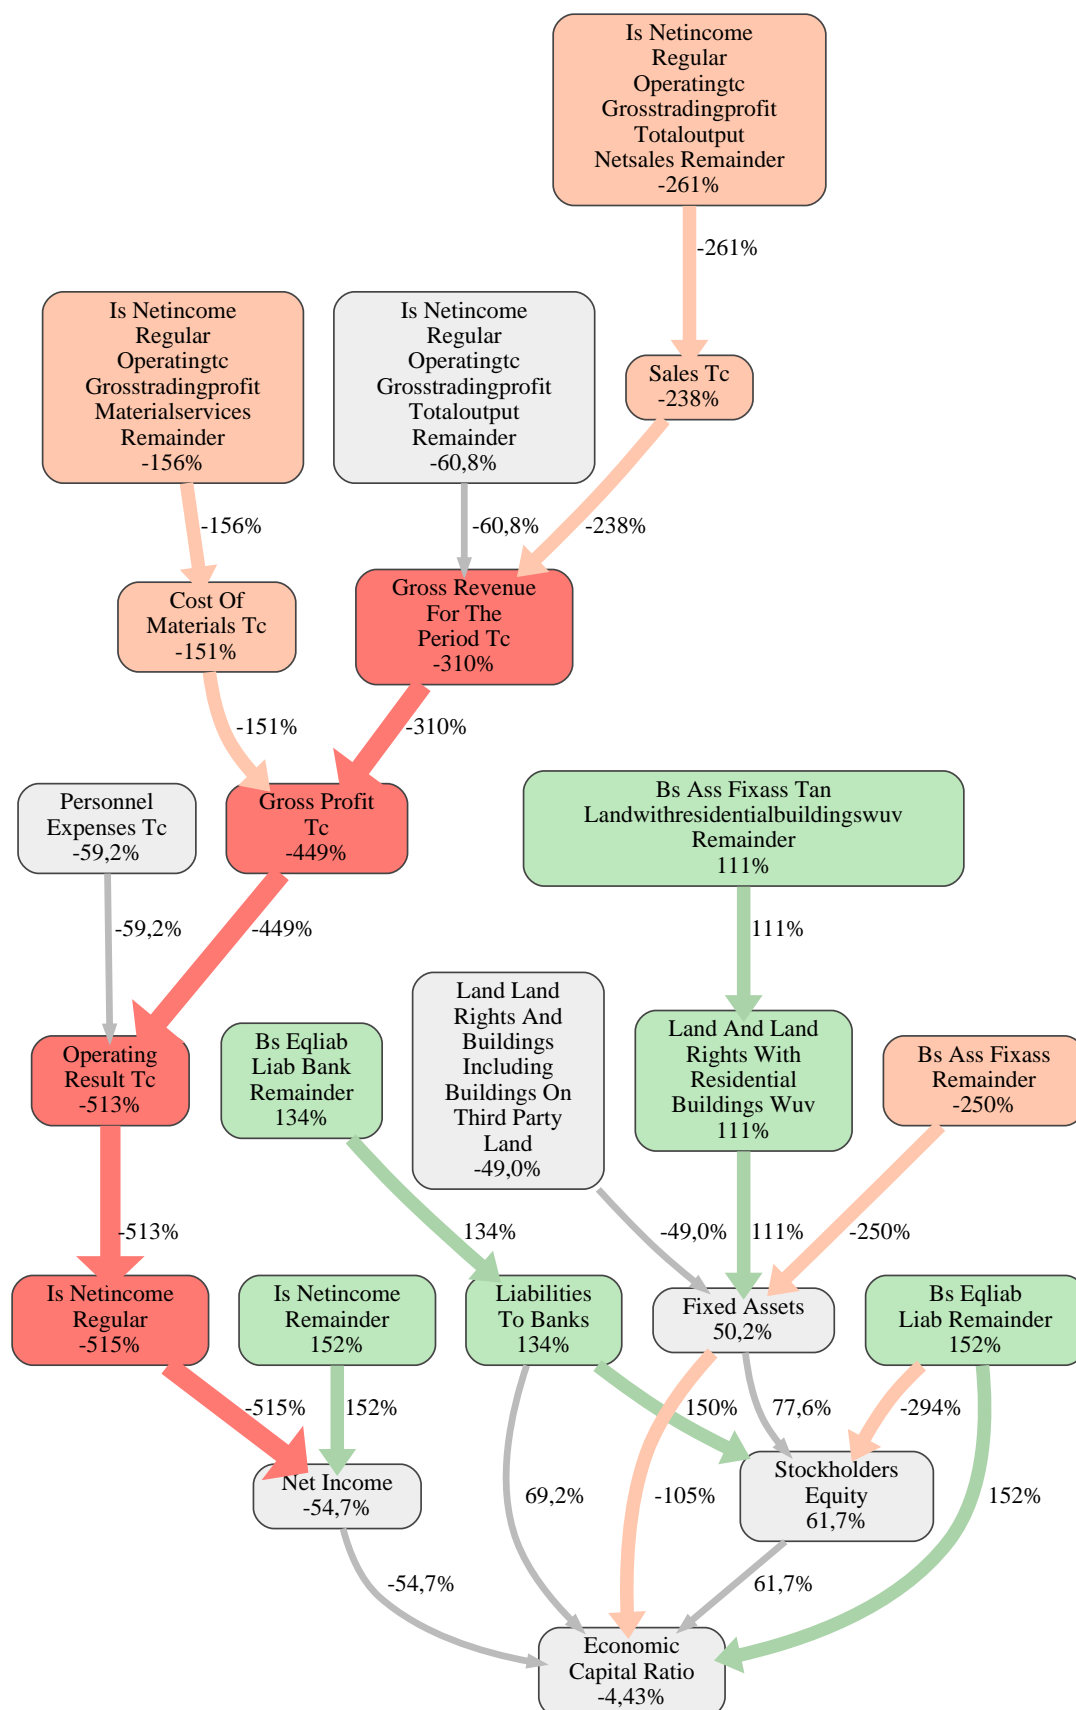 Is Netincome
Regular
Operatingtc
Grosstradingprofit
Totaloutput
Netsales Remainder
-261%
-261%
Is Netincome
Regular
Operatingtc
Grosstradingprofit
Materialservices
Remainder
-156%
Is Netincome
Regular
Operatingtc
Grosstradingprofit
Totaloutput
Remainder
-60,8%
Sales Tc
-238%
-156%
-60,8%
-238%
Cost Of
Materials Tc
-151%
Gross Revenue
For The
Period Tc
-310%
-151%
-310%
Personnel
Expenses Tc
-59,2%
Gross Profit
Tc
-449%
Bs Ass Fixass Tan
Landwithresidentialbuildingswuv
Remainder
111%
-59,2%
-449%
111%
Operating
Result Tc
-513%
Bs Eqliab
Liab Bank
Remainder
134%
Land Land
Rights And
Buildings
Including
Buildings On
Third Party
Land
-49,0%
Land And Land
Rights With
Residential
Buildings Wuv
111%
Bs Ass Fixass
Remainder
-250%
-513%
134%
-49,0%
111%
-250%
Is Netincome
Regular
-515%
Is Netincome
Remainder
152%
Liabilities
To Banks
134%
Fixed Assets
50,2%
Bs Eqliab
Liab Remainder
152%
-515%
152%
150%
77,6%
-294%
Net Income
-54,7%
69,2%
-105%
Stockholders
Equity
61,7%
152%
-54,7%
61,7%
Economic
Capital Ratio
-4,43%